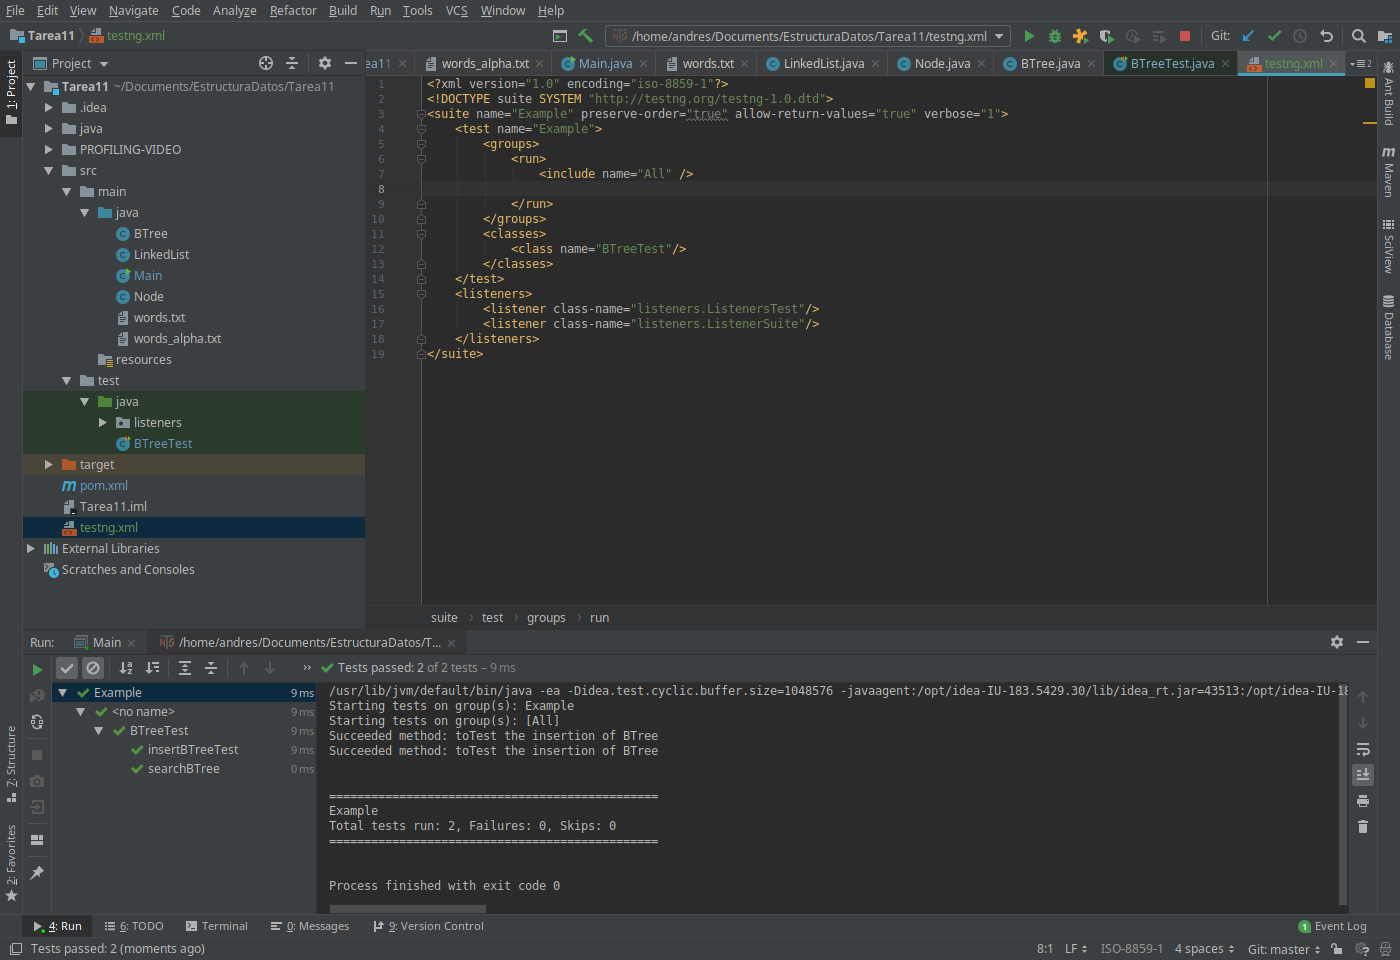 File Edit View Navigate Code Analyze Refactor Build Run Tools VCS Window Help
Tarea11 testng.xml /home/andres/Documents/EstructuraDatos/Tarea11/testng.xml Git:
1: Project
Project
ea11 words_alpha.txt Main.java words.txt LinkedList.java Node.java BTree.java BTreeTest.java testng.xml 2
Tarea11 ~/Documents/EstructuraDatos/Tarea11
.idea
java
PROFILING-VIDEO
src
main
java
BTree
LinkedList
Main
Node
words.txt
words_alpha.txt
resources
test
java
listeners
BTreeTest
target
pom.xml
Tarea11.iml
testng.xml
External Libraries
Scratches and Consoles
1 <?xml version="1.0" encoding="iso-8859-1"?>
2 <!DOCTYPE suite SYSTEM "http://testng.org/testng-1.0.dtd">
3 <suite name="Example" preserve-order="true" allow-return-values="true" verbose="1">
4 <test name="Example">
5 <groups>
6 <run>
7 <include name="All" />
8
9 </run>
10 </groups>
11 <classes>
12 <class name="BTreeTest"/>
13 </classes>
14 </test>
15 <listeners>
16 <listener class-name="listeners.ListenersTest"/>
17 <listener class-name="listeners.ListenerSuite"/>
18 </listeners>
19 </suite>
suite test groups run
Ant Build
Maven
SciView
Database
Run: Main /home/andres/Documents/EstructuraDatos/T...
Tests passed: 2 of 2 tests – 9 ms
Example 9 ms
<no name> 9 ms
BTreeTest 9 ms
insertBTreeTest 9 ms
searchBTree 0 ms
/usr/lib/jvm/default/bin/java -ea -Didea.test.cyclic.buffer.size=1048576 -javaagent:/opt/idea-IU-183.5429.30/lib/idea_rt.jar=43513:/opt/idea-IU-18
Starting tests on group(s): Example
Starting tests on group(s): [All]
Succeeded method: toTest the insertion of BTree
Succeeded method: toTest the insertion of BTree
===============================================
Example
Total tests run: 2, Failures: 0, Skips: 0
===============================================
Process finished with exit code 0
7: Structure
2: Favorites
4: Run 6: TODO Terminal 0: Messages 9: Version Control 1 Event Log
Tests passed: 2 (moments ago) 8:1 LF ISO-8859-1 4 spaces Git: master